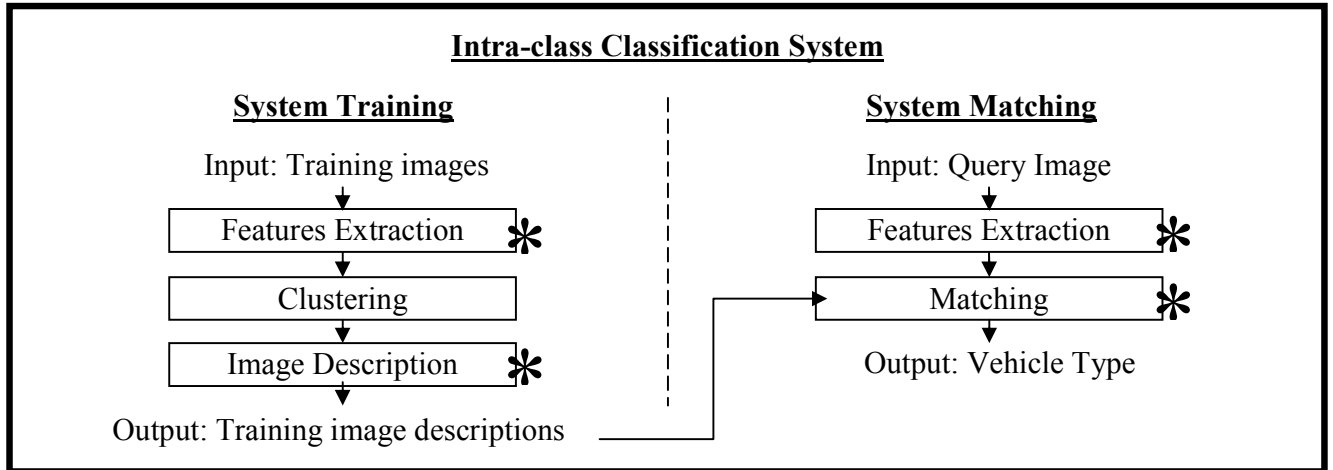 Intra-class Classification System
System Training
Input: Training images
Features Extraction *
Clustering
Image Description *
Output: Training image descriptions
System Matching
Input: Query Image
Features Extraction *
Matching *
Output: Vehicle Type